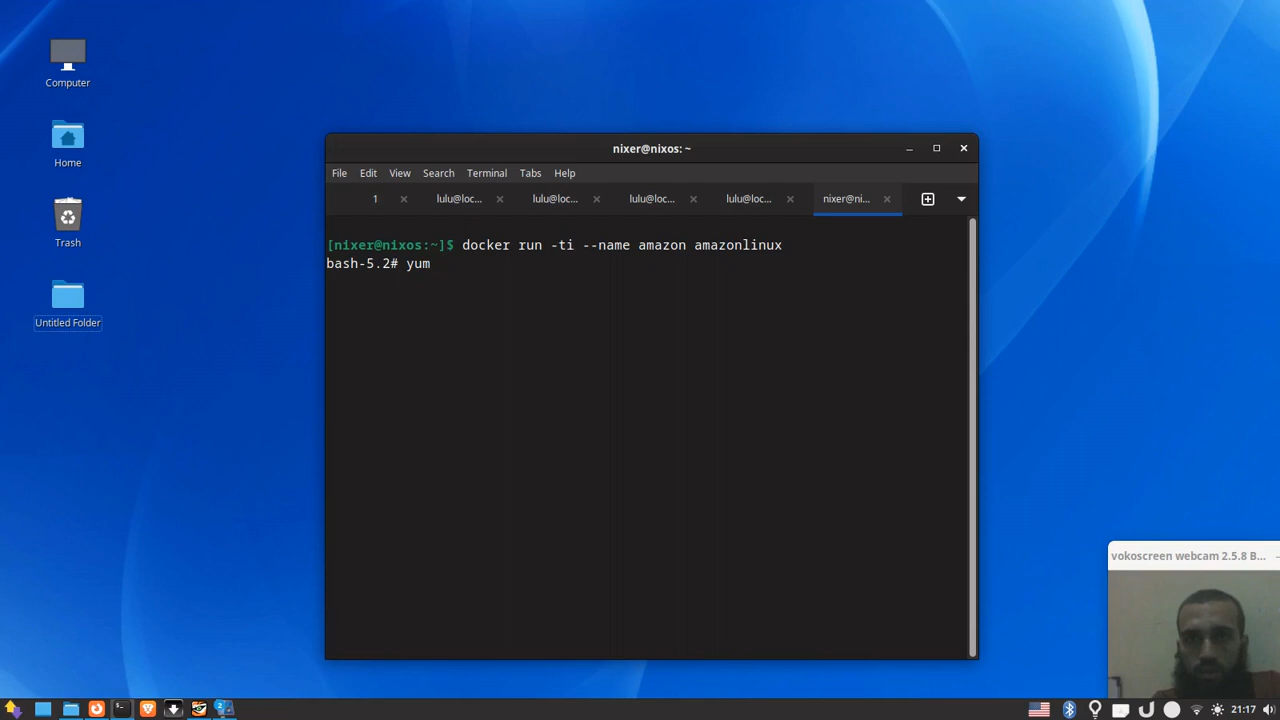 Computer
Home
Trash
Untitled Folder
nixer@nixos: ~
File Edit View Search Terminal Tabs Help
1 lulu@loc... lulu@loc... lulu@loc... lulu@loc... nixer@ni...
[nixer@nixos:~]$ docker run -ti --name amazon amazonlinux
bash-5.2# yum
vokoscreen webcam 2.5.8 B...
21:17